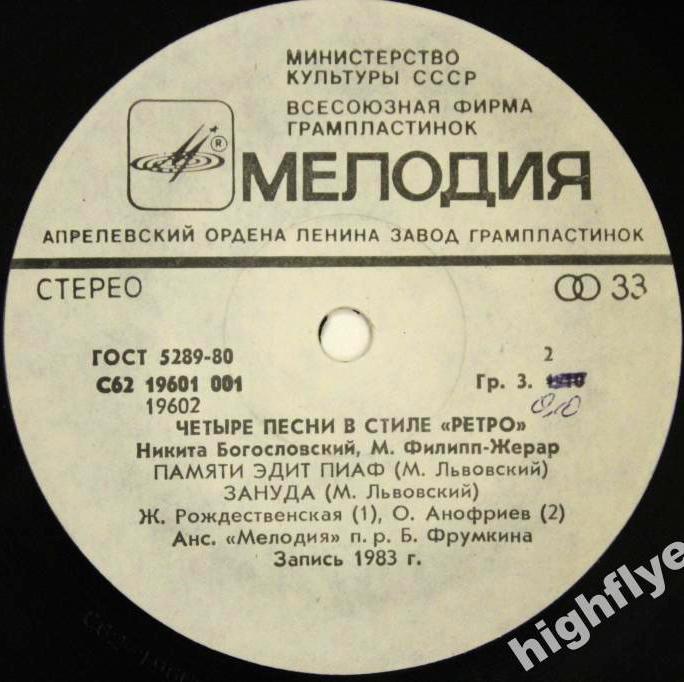 МИНИСТЕРСТВО
КУЛЬТУРЫ СССР
ВСЕСОЮЗНАЯ ФИРМА
ГРАМПЛАСТИНОК
®
МЕЛОДИЯ
АПРЕЛЕВСКИЙ ОРДЕНА ЛЕНИНА ЗАВОД ГРАМПЛАСТИНОК
СТЕРЕО 33
ГОСТ 5289-80 2
С62 19601 001 Гр. 3.
19602 0,10
ЧЕТЫРЕ ПЕСНИ В СТИЛЕ «РЕТРО»
Никита Богословский, М. Филипп-Жерар
ПАМЯТИ ЭДИТ ПИАФ (М. Львовский)
ЗАНУДА (М. Львовский)
Ж. Рождественская (1), О. Анофриев (2)
Анс. «Мелодия» п. р. Б. Фрумкина
Запись 1983 г.
highflye